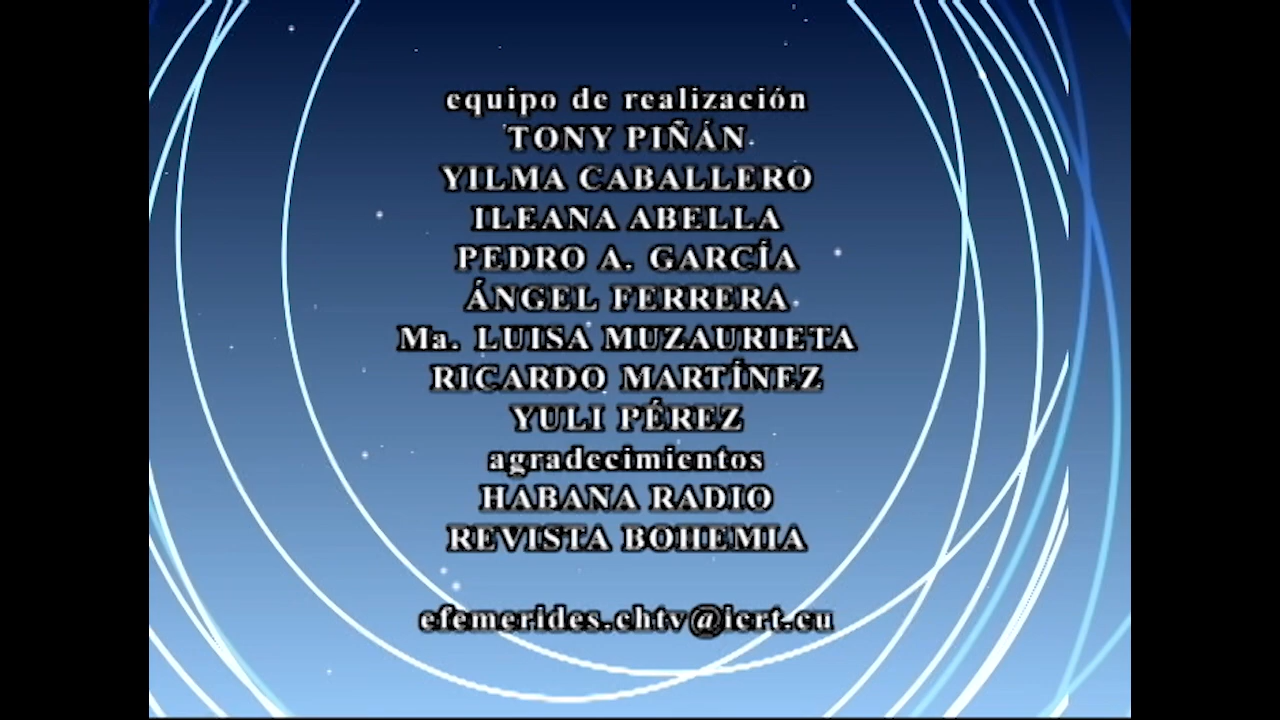 equipo de realización
TONY PIÑÁN
YILMA CABALLERO
ILEANA ABELLA
PEDRO A. GARCÍA
ÁNGEL FERRERA
Ma. LUISA MUZAURIETA
RICARDO MARTÍNEZ
YULI PÉREZ
agradecimientos
HABANA RADIO
REVISTA BOHEMIA
efemerides.chtv@icrt.cu